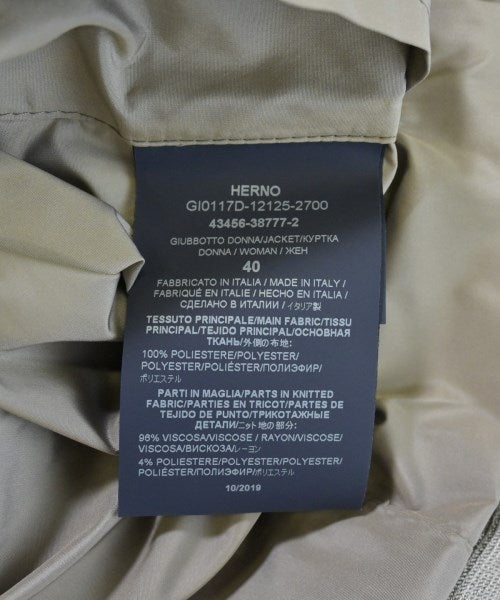 HERNO
GI0117D-12125-2700
43456-38777-2
GIUBBOTTO DONNA/JACKET/КУРТКА
DONNA / WOMAN / ЖЕН
40
FABBRICATO IN ITALIA / MADE IN ITALY /
FABRIQUÉ EN ITALIE / HECHO EN ITALIA /
СДЕЛАНО В ИТАЛИИ / イタリア製
TESSUTO PRINCIPALE/MAIN FABRIC/TISSU
PRINCIPAL/TEJIDO PRINCIPAL/ОСНОВНАЯ
ТКАНЬ/外側の布地:
100% POLIESTERE/POLYESTER/
POLYESTER/POLIÉSTER/ПОЛИЭФИР/
ポリエステル
PARTI IN MAGLIA/PARTS IN KNITTED
FABRIC/PARTIES EN TRICOT/PARTES DE
TEJIDO DE PUNTO/ТРИКОТАЖНЫЕ
ДЕТАЛИ/ニット地の部分:
96% VISCOSA/VISCOSE / RAYON/VISCOSE/
VISCOSA/ВИСКОЗА/レーヨン
4% POLIESTERE/POLYESTER/POLYESTER/
POLIÉSTER/ПОЛИЭФИР/ポリエステル
10/2019